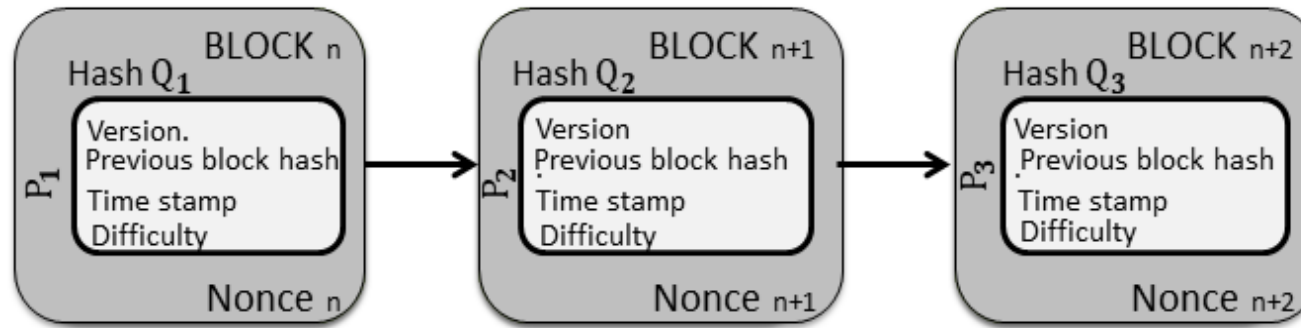 BLOCK n
Hash Q1
P1
Version.
Previous block hash
Time stamp
Difficulty
Nonce n
BLOCK n+1
Hash Q2
P2
Version
Previous block hash
.
Time stamp
Difficulty
Nonce n+1
BLOCK n+2
Hash Q3
P3
Version
Previous block hash
.
Time stamp
Difficulty
Nonce n+2